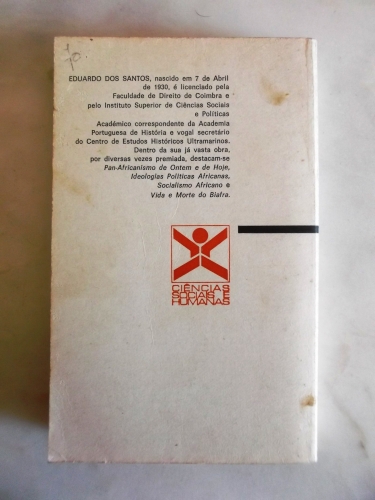 EDUARDO DOS SANTOS, nascido em 7 de Abril
de 1930, é licenciado pela
Faculdade de Direito de Coimbra e
pelo Instituto Superior de Ciências Sociais
e Políticas
Académico correspondente da Academia
Portuguesa de História e vogal secretário
do Centro de Estudos Históricos Ultramarinos.
Dentro da sua já vasta obra,
por diversas vezes premiada, destacam-se
Pan-Africanismo de Ontem e de Hoje,
Ideologias Políticas Africanas,
Socialismo Africano e
Vida e Morte do Biafra.
CIÊNCIAS
SOCIAIS E
HUMANAS